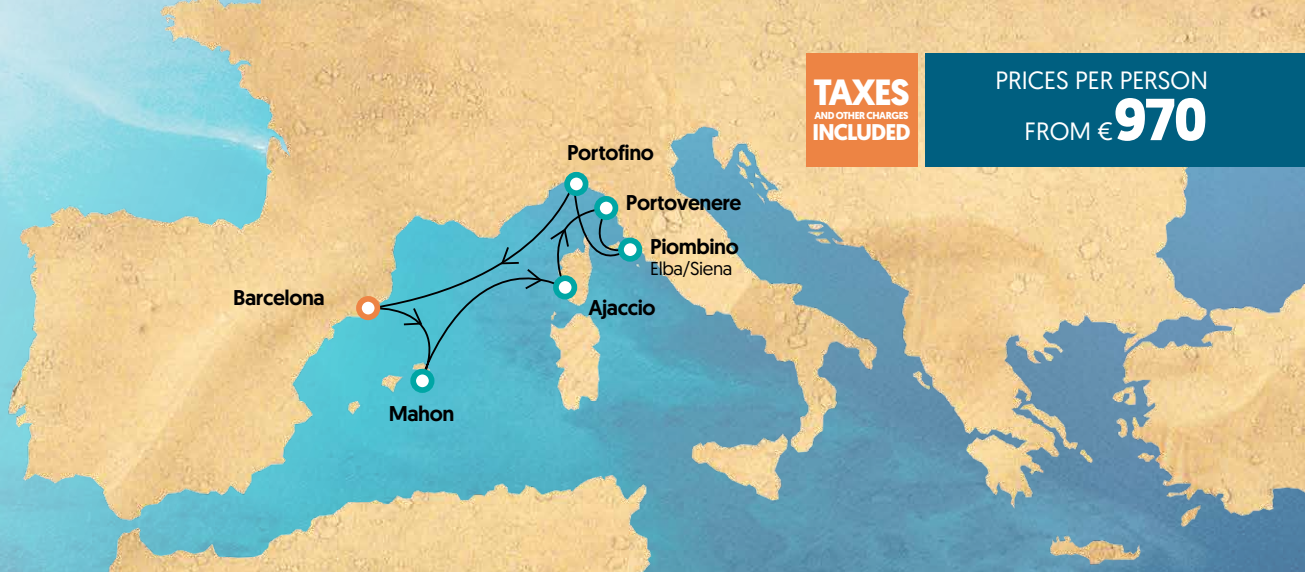 TAXES
AND OTHER CHARGES
INCLUDED
PRICES PER PERSON
FROM €970
Portofino
Portovenere
Piombino
Elba/Siena
Barcelona
Ajaccio
Mahon